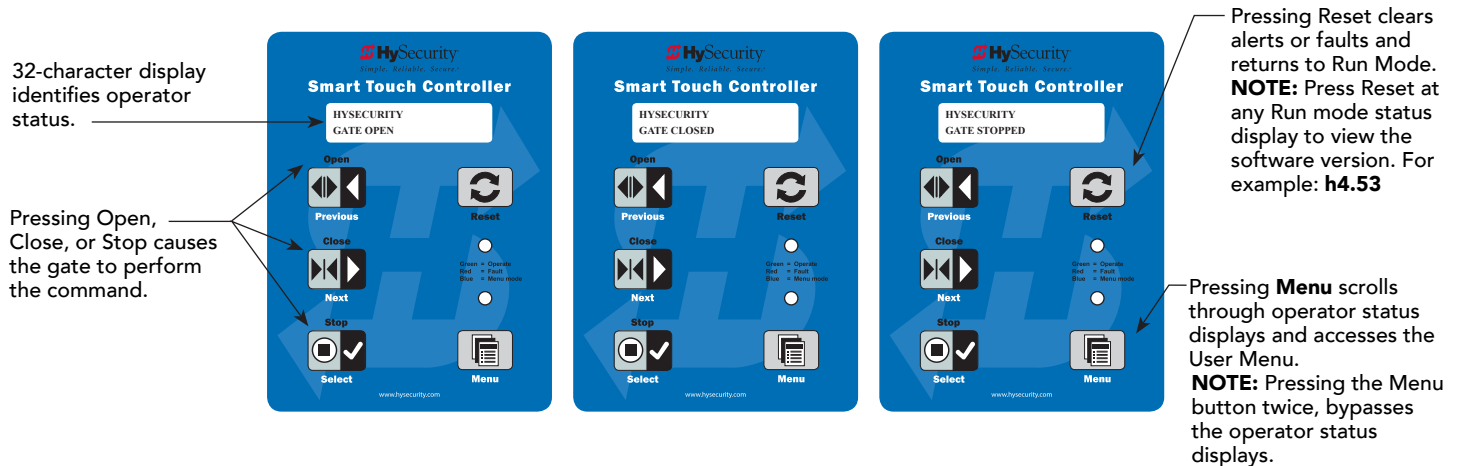 32-character display
identifies operator
status.
Pressing Open,
Close, or Stop causes
the gate to perform
the command.
HySecurity
Simple. Reliable. Secure.
Smart Touch Controller
HYSECURITY
GATE OPEN
Open
Previous
Reset
Close
Next
Green = Operate
Red = Fault
Blue = Menu mode
Stop
Select
Menu
www.hysecurity.com
HySecurity
Simple. Reliable. Secure.
Smart Touch Controller
HYSECURITY
GATE CLOSED
Open
Previous
Reset
Close
Next
Green = Operate
Red = Fault
Blue = Menu mode
Stop
Select
Menu
www.hysecurity.com
HySecurity
Simple. Reliable. Secure.
Smart Touch Controller
HYSECURITY
GATE STOPPED
Open
Previous
Reset
Close
Next
Green = Operate
Red = Fault
Blue = Menu mode
Stop
Select
Menu
www.hysecurity.com
Pressing Reset clears
alerts or faults and
returns to Run Mode.
NOTE: Press Reset at
any Run mode status
display to view the
software version. For
example: h4.53
Pressing Menu scrolls
through operator status
displays and accesses the
User Menu.
NOTE: Pressing the Menu
button twice, bypasses
the operator status
displays.